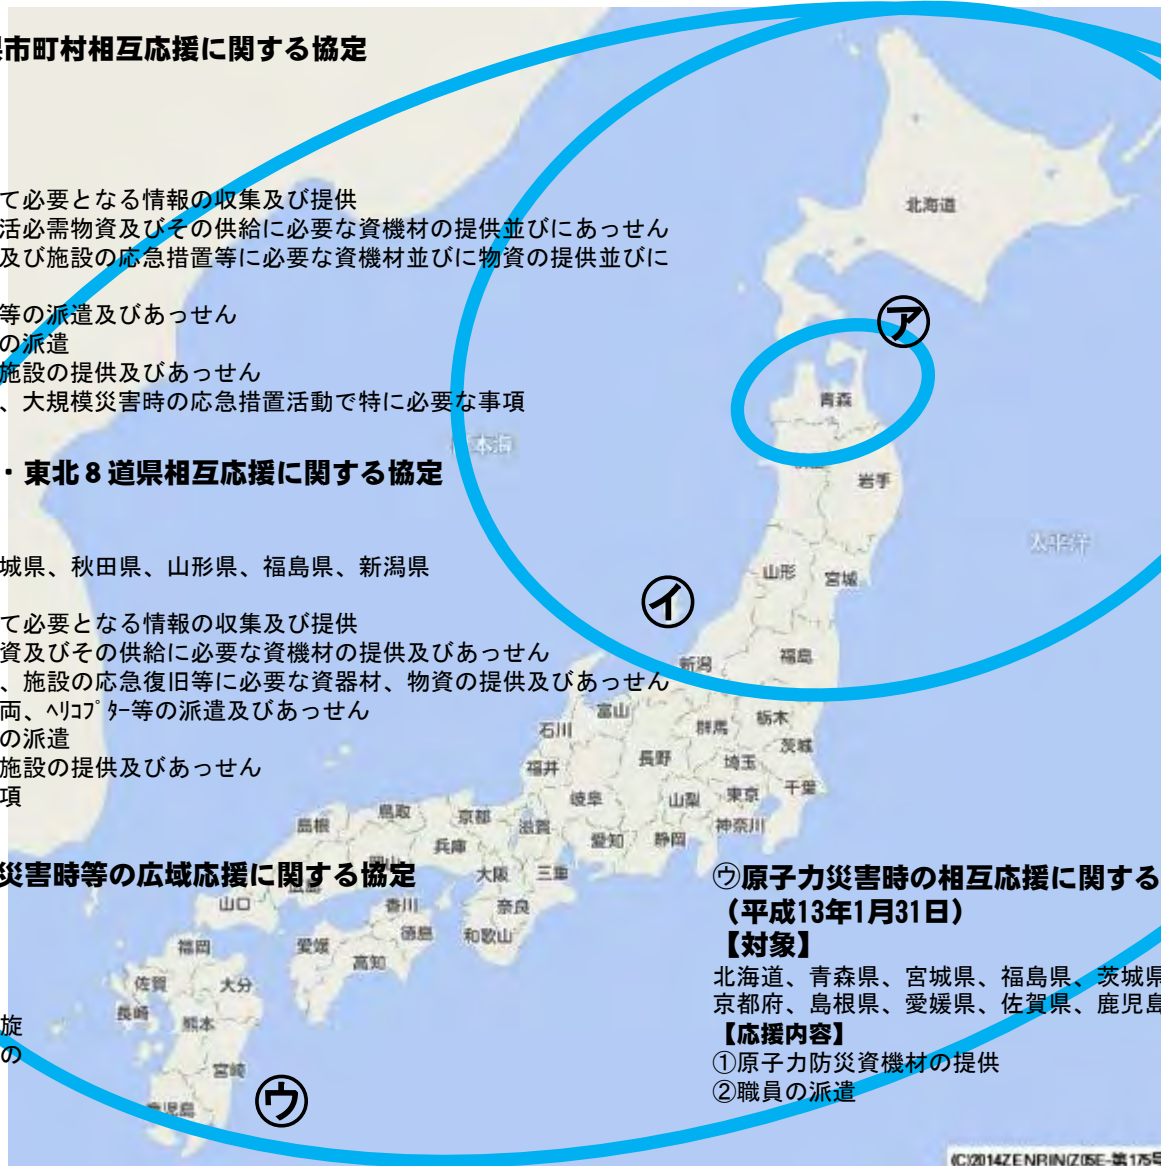 県市町村相互応援に関する協定
て必要となる情報の収集及び提供
活必需物資及びその供給に必要な資機材の提供並びにあっせん
及び施設の応急措置等に必要な資機材並びに物資の提供並びに
等の派遣及びあっせん
の派遣
施設の提供及びあっせん
、大規模災害時の応急措置活動で特に必要な事項
・東北８道県相互応援に関する協定
城県、秋田県、山形県、福島県、新潟県
て必要となる情報の収集及び提供
資及びその供給に必要な資機材の提供及びあっせん
、施設の応急復旧等に必要な資器材、物資の提供及びあっせん
両、ﾍﾘｺﾌﾟﾀｰ等の派遣及びあっせん
の派遣
施設の提供及びあっせん
項
災害時等の広域応援に関する協定
旋
の
㋒原子力災害時の相互応援に関する
（平成13年1月31日）
【対象】
北海道、青森県、宮城県、福島県、茨城県
京都府、島根県、愛媛県、佐賀県、鹿児島
【応援内容】
①原子力防災資機材の提供
②職員の派遣
㋐
㋑
㋒
北海道
青森
岩手
山形
宮城
新潟
福島
富山
石川
群馬
栃木
茨城
長野
埼玉
福井
岐阜
山梨
東京
千葉
鳥取
京都
島根
滋賀
兵庫
愛知
静岡
神奈川
大阪
三重
山口
香川
奈良
徳島
和歌山
福岡
愛媛
高知
佐賀
大分
長崎
熊本
宮崎
鹿児島
日本海
太平洋
(C)2014ZENRIN(Z05E-第175号